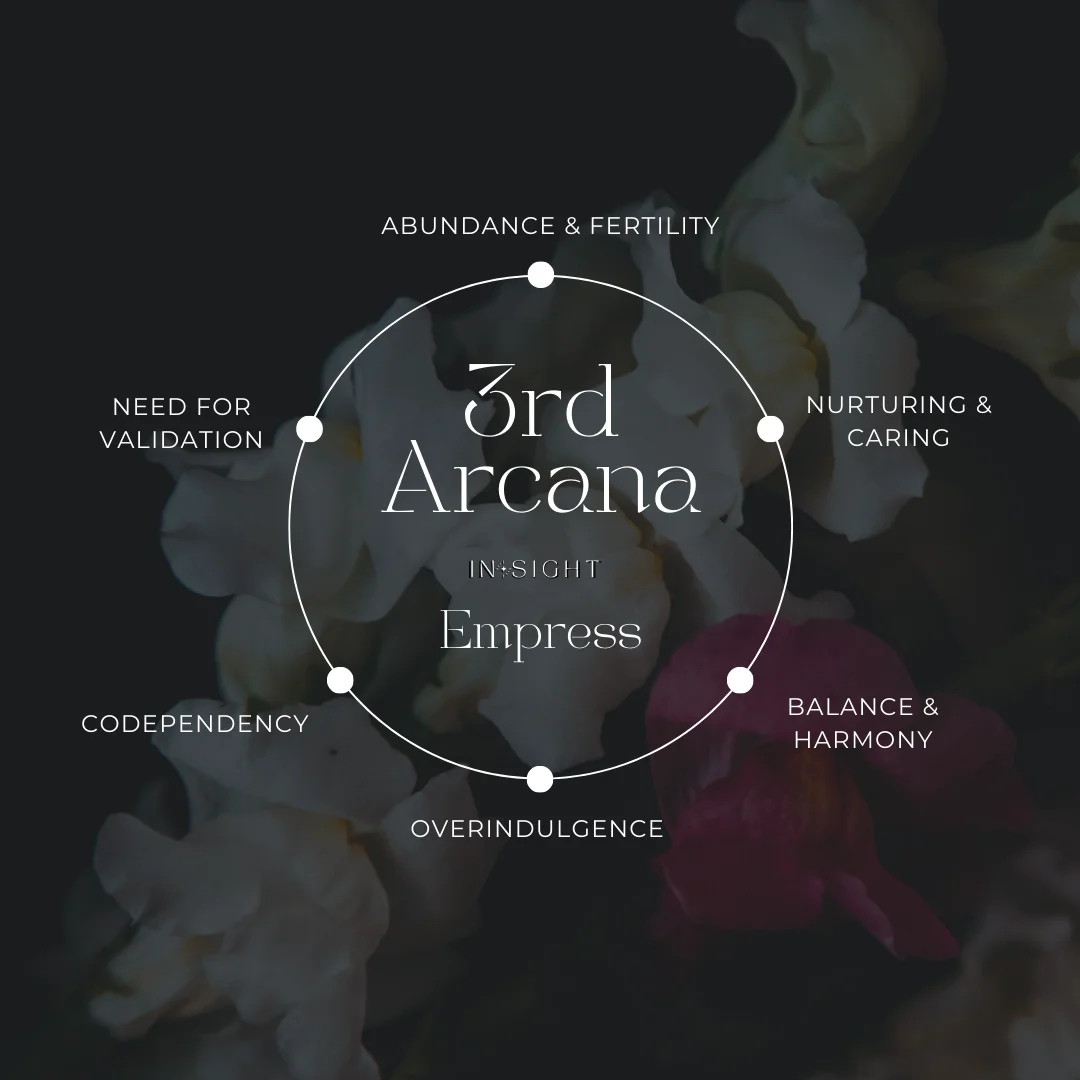 ABUNDANCE & FERTILITY
NEED FOR
VALIDATION
NURTURING &
CARING
3rd
Arcana
IN SIGHT
Empress
CODEPENDENCY
BALANCE &
HARMONY
OVERINDULGENCE